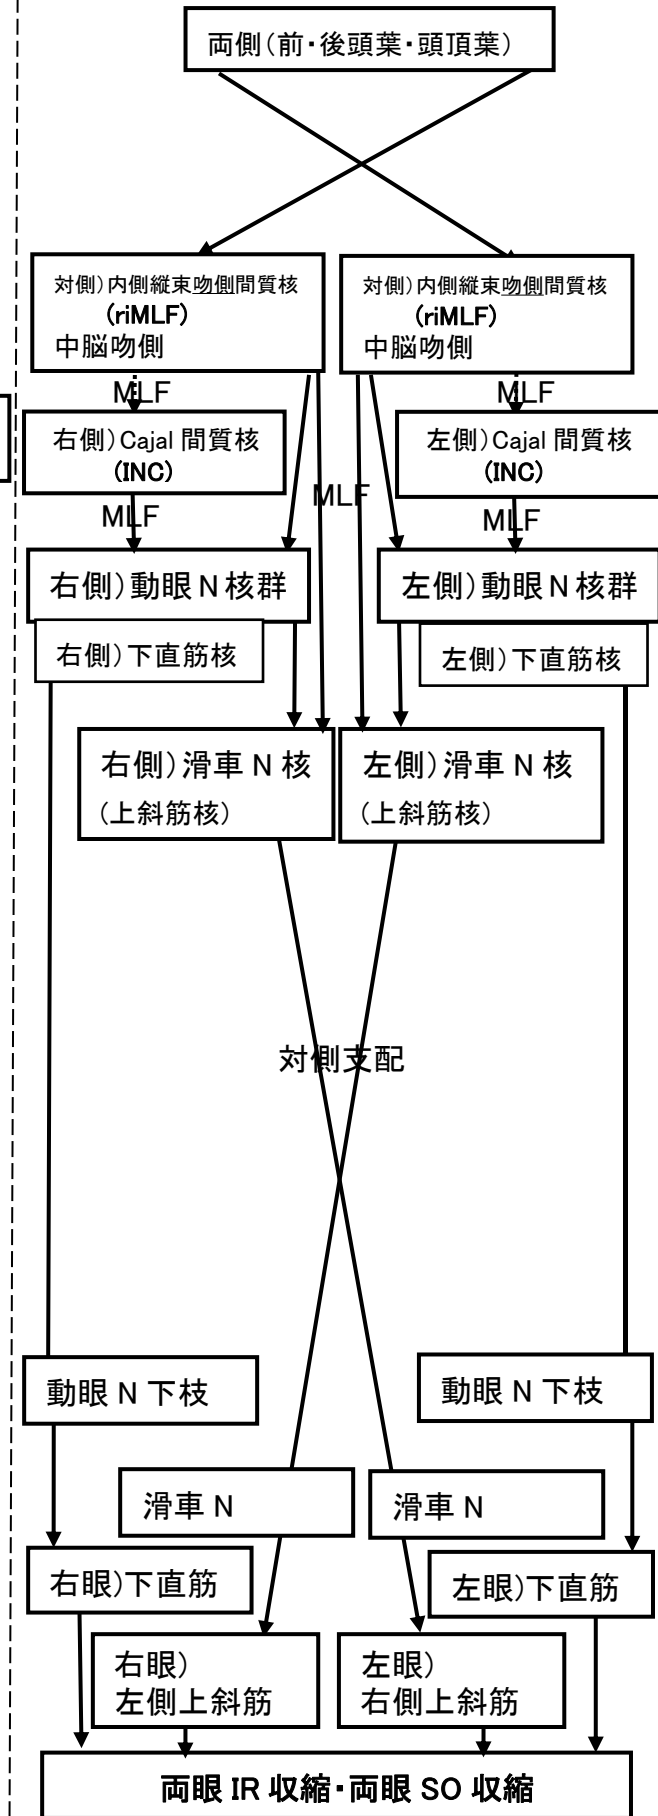 両側(前・後頭葉・頭頂葉)
対側)内側縦束吻側間質核
(riMLF)
中脳吻側
対側)内側縦束吻側間質核
(riMLF)
中脳吻側
MLF
MLF
右側)Cajal 間質核
(INC)
左側)Cajal 間質核
(INC)
MLF
MLF
MLF
右側)動眼 N 核群
左側)動眼 N 核群
右側)下直筋核
左側)下直筋核
右側)滑車 N 核
(上斜筋核)
左側)滑車 N 核
(上斜筋核)
対側支配
動眼 N 下枝
動眼 N 下枝
滑車 N
滑車 N
右眼)下直筋
左眼)下直筋
右眼)
左側上斜筋
左眼)
右側上斜筋
両眼 IR 収縮・両眼 SO 収縮